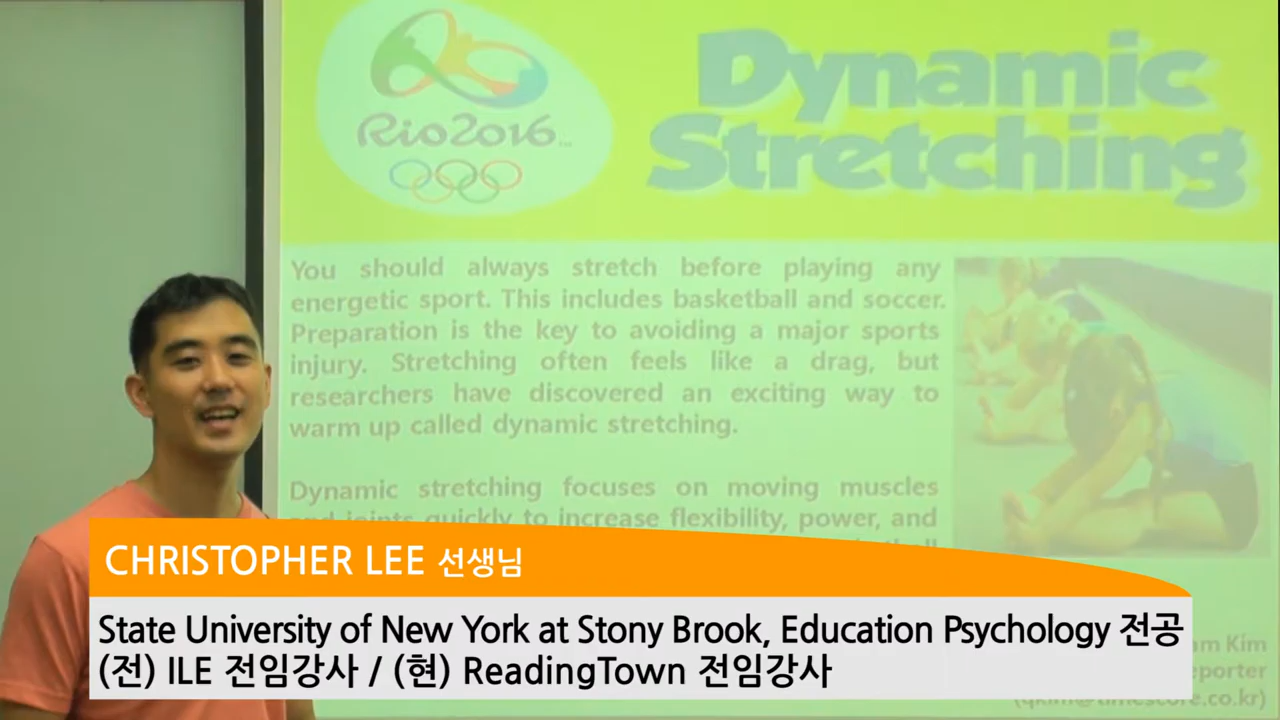 Rio2016™
Dynamic
Stretching
You should always stretch before playing any
energetic sport. This includes basketball and soccer.
Preparation is the key to avoiding a major sports
injury. Stretching often feels like a drag, but
researchers have discovered an exciting way to
warm up called dynamic stretching.
Dynamic stretching focuses on moving muscles
and joints quickly to increase flexibility, power, and
CHRISTOPHER LEE 선생님
State University of New York at Stony Brook, Education Psychology 전공
(전) ILE 전임강사 / (현) ReadingTown 전임강사
Kim